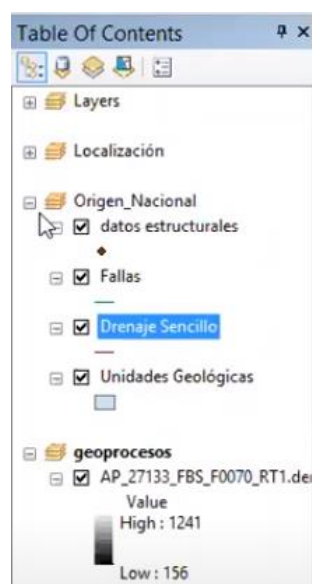 Table Of Contents
Layers
Localización
Origen_Nacional
datos estructurales
Fallas
Drenaje Sencillo
Unidades Geológicas
geoprocesos
AP_27133_FBS_F0070_RT1.de
Value
High : 1241
Low : 156